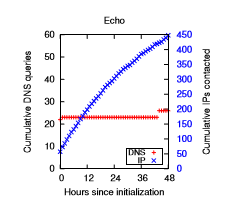 Echo
Cumulative DNS queries
60
50
40
30
20
10
0
450
400
350
300
250
200
150
100
50
0
Cumulative IPs contacted
DNS
IP
0 12 24 36 48
Hours since initialization